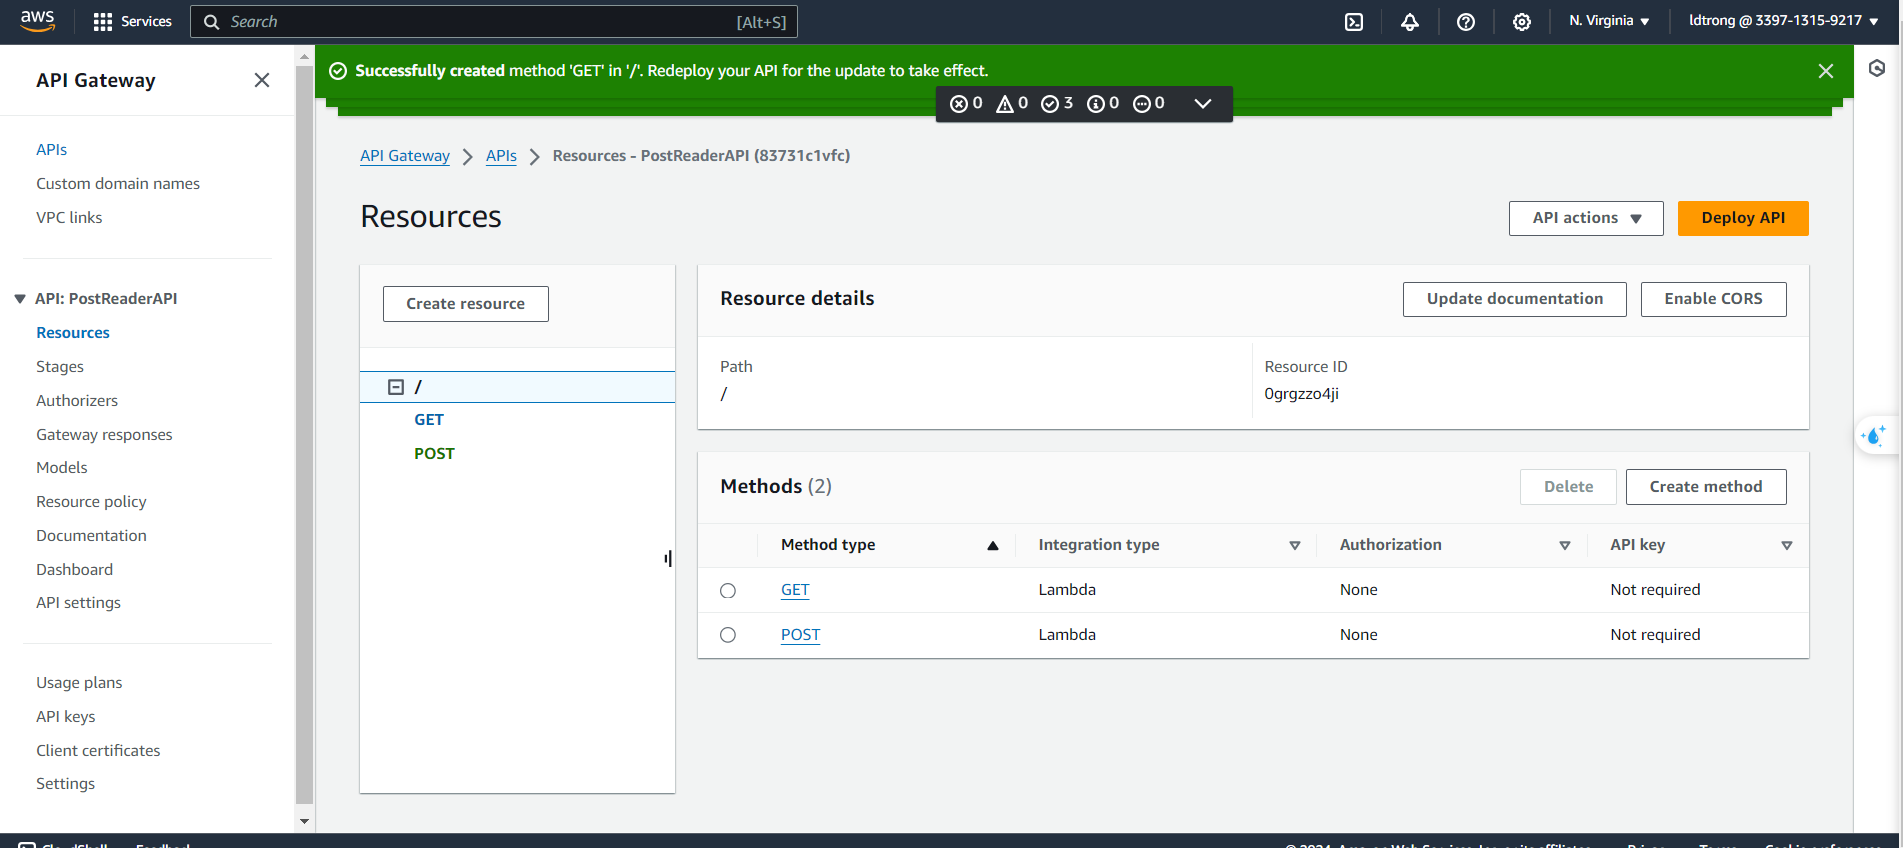 aws
Services
Search
[Alt+S]
N. Virginia
ldtrong @ 3397-1315-9217
API Gateway
APIs
Custom domain names
VPC links
API: PostReaderAPI
Resources
Stages
Authorizers
Gateway responses
Models
Resource policy
Documentation
Dashboard
API settings
Usage plans
API keys
Client certificates
Settings
Successfully created method 'GET' in '/'. Redeploy your API for the update to take effect.
0 0 3 0 0
API Gateway APIs Resources - PostReaderAPI (83731c1vfc)
Resources
API actions
Deploy API
Create resource
/
GET
POST
Resource details
Update documentation
Enable CORS
Path
/
Resource ID
0grgzzo4ji
Methods (2)
Delete
Create method
Method type Integration type Authorization API key
GET Lambda None Not required
POST Lambda None Not required
CloudShell Feedback